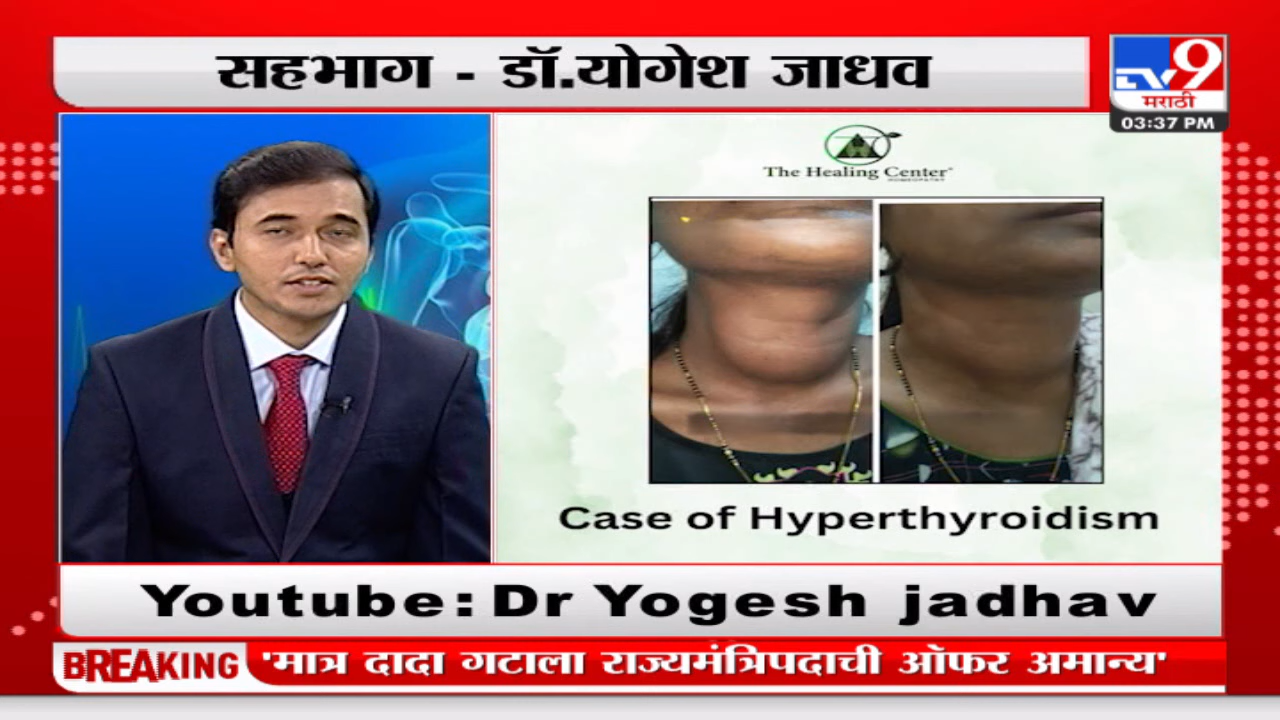 सहभाग - डॉ.योगेश जाधव
TV9
मराठी
03:37 PM
The Healing Center
HOMEOPATHY
Case of Hyperthyroidism
Youtube: Dr Yogesh jadhav
BREAKING 'मात्र दादा गटाला राज्यमंत्रिपदाची ऑफर अमान्य'